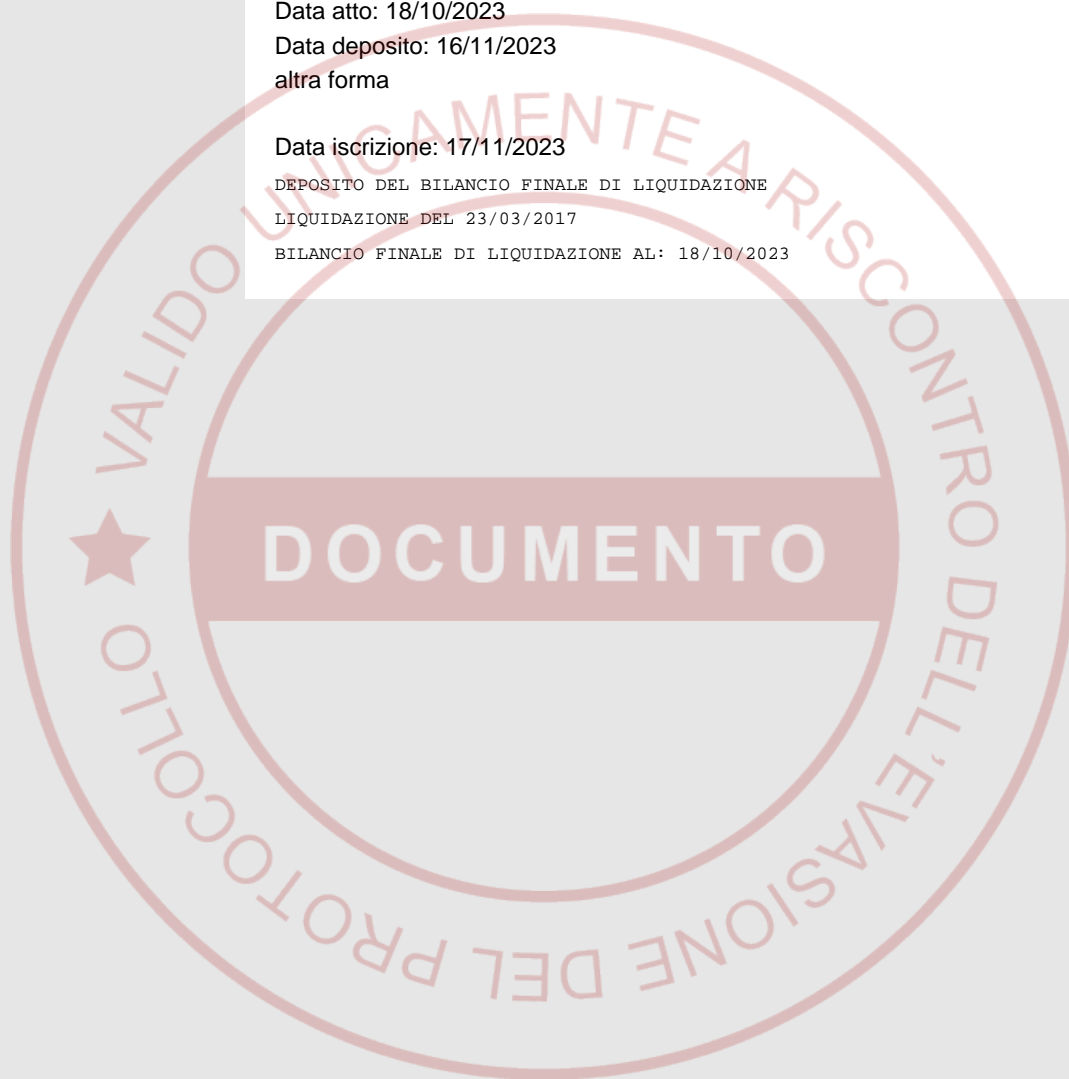 Data atto: 18/10/2023
Data deposito: 16/11/2023
altra forma
Data iscrizione: 17/11/2023
DEPOSITO DEL BILANCIO FINALE DI LIQUIDAZIONE
LIQUIDAZIONE DEL 23/03/2017
BILANCIO FINALE DI LIQUIDAZIONE AL: 18/10/2023
VALIDO UNICAMENTE A RISCONTRO DELL'EVASIONE DEL PROTOCOLLO
DOCUMENTO